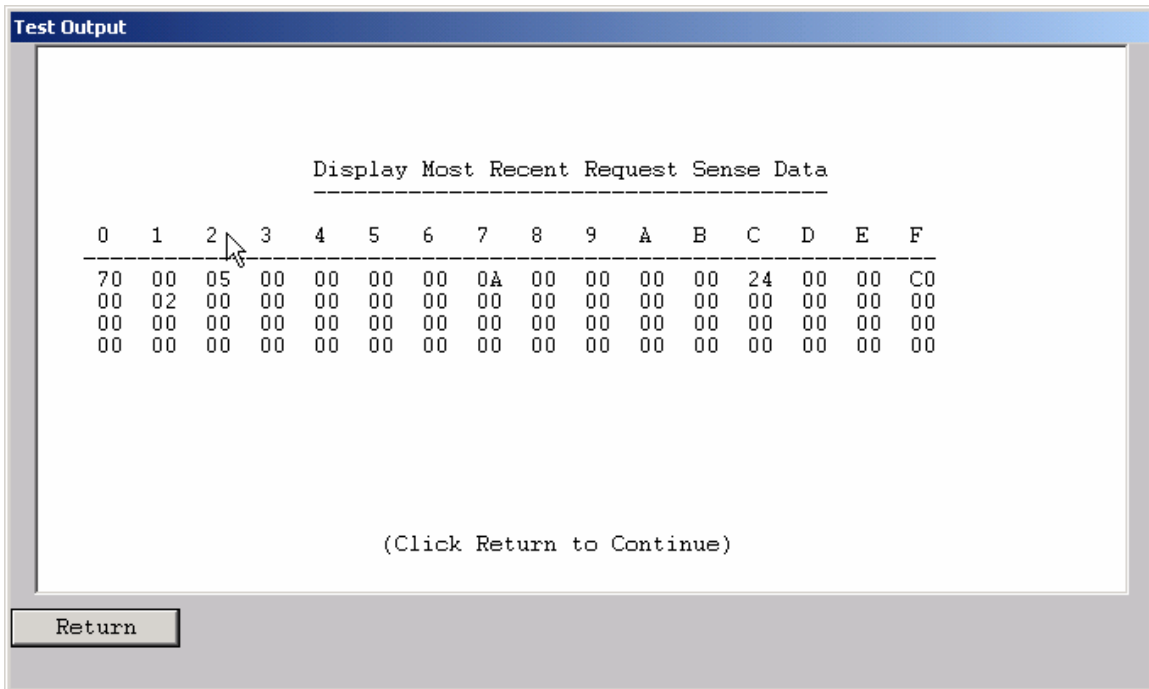 Test Output
Display Most Recent Request Sense Data
0 1 2 3 4 5 6 7 8 9 A B C D E F
70 00 05 00 00 00 00 0A 00 00 00 00 24 00 00 C0
00 02 00 00 00 00 00 00 00 00 00 00 00 00 00 00
00 00 00 00 00 00 00 00 00 00 00 00 00 00 00 00
00 00 00 00 00 00 00 00 00 00 00 00 00 00 00 00
(Click Return to Continue)
Return